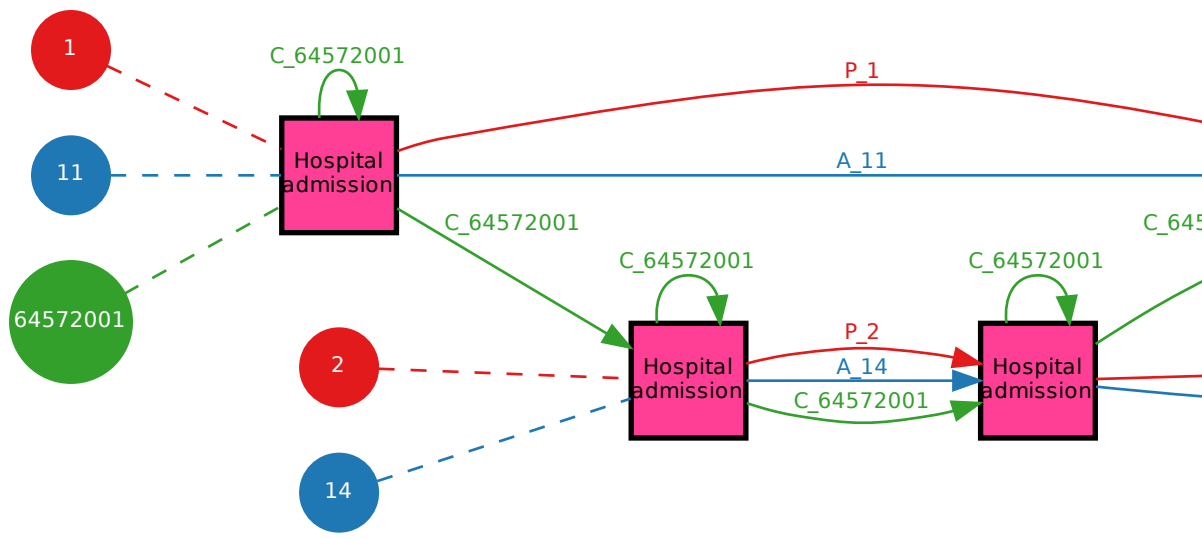 1
C_64572001
P_1
Hospital
admission
11
A_11
C_64572001
C_645
64572001
C_64572001
C_64572001
P_2
2
Hospital
admission
A_14
Hospital
admission
C_64572001
14